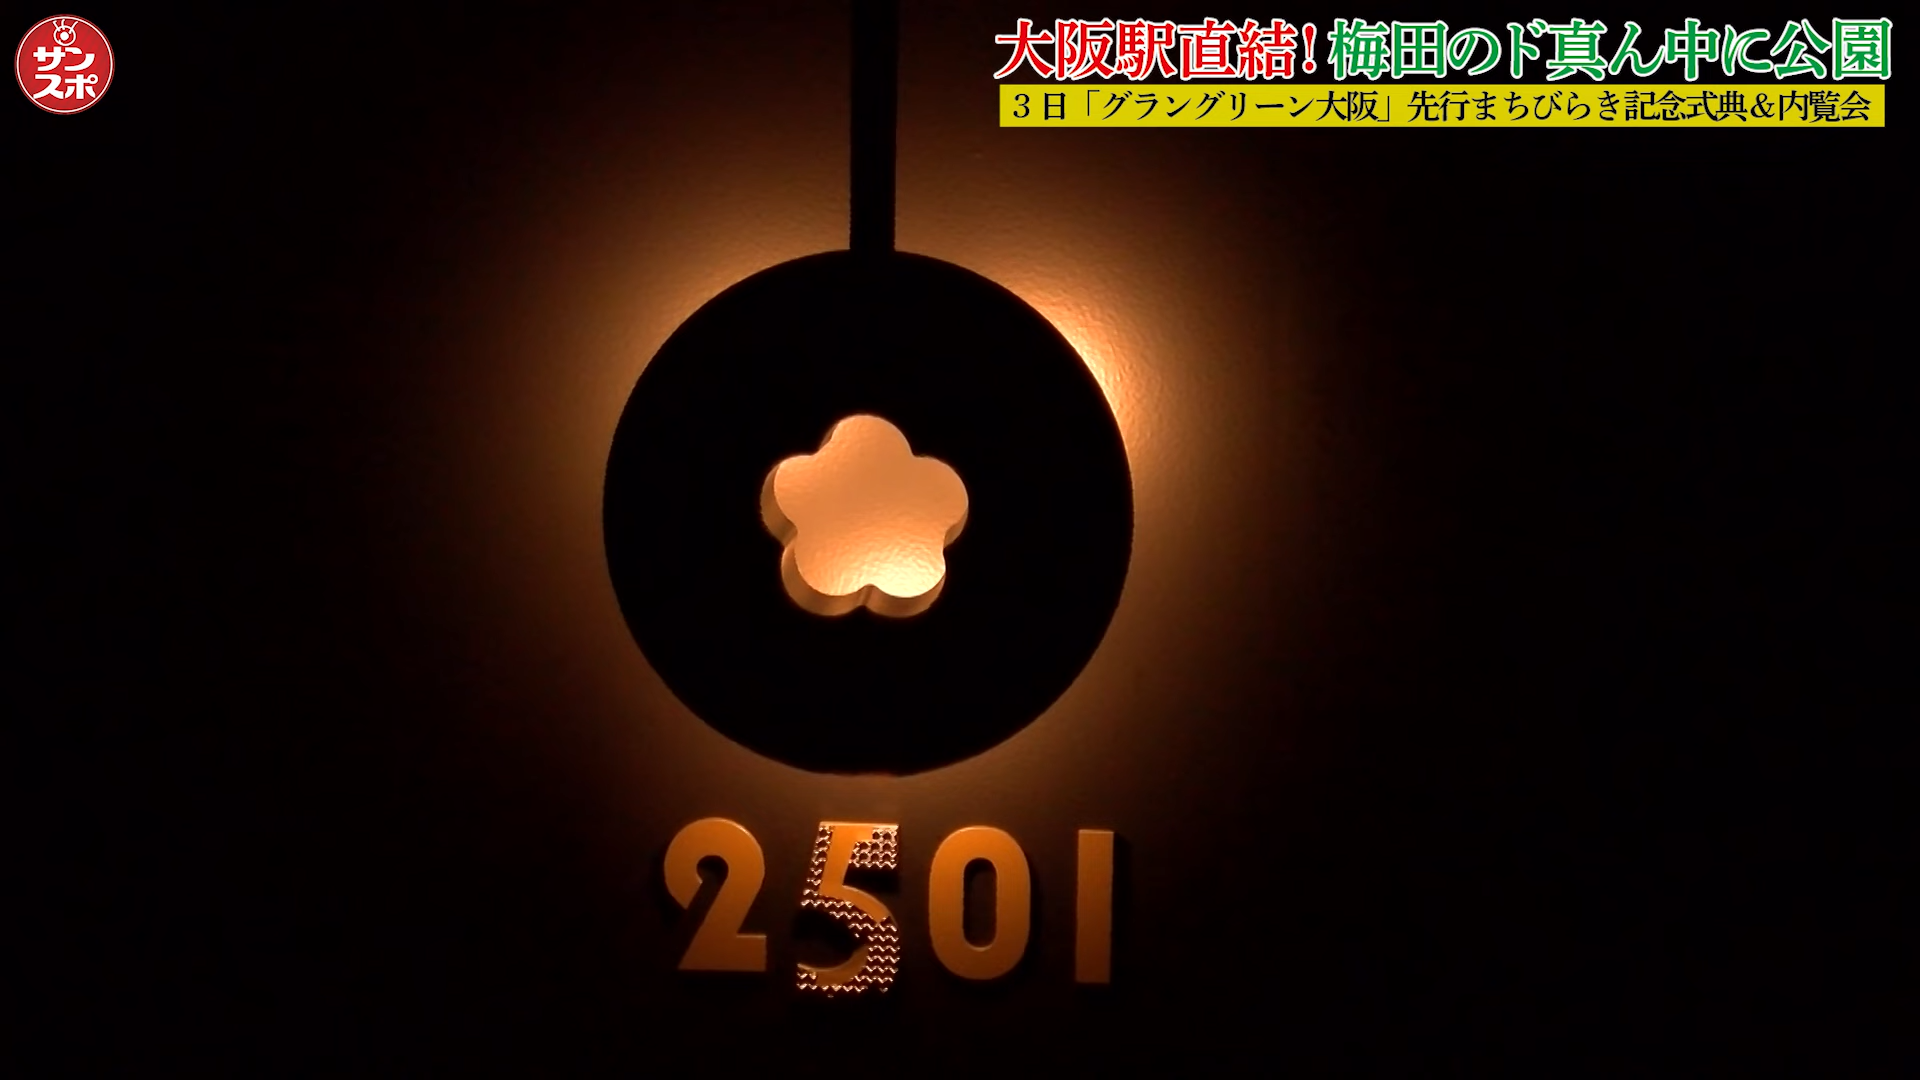 サン
スポ
大阪駅直結!梅田のド真ん中に公園
3日「グラングリーン大阪」先行まちびらき記念式典&内覧会
2501